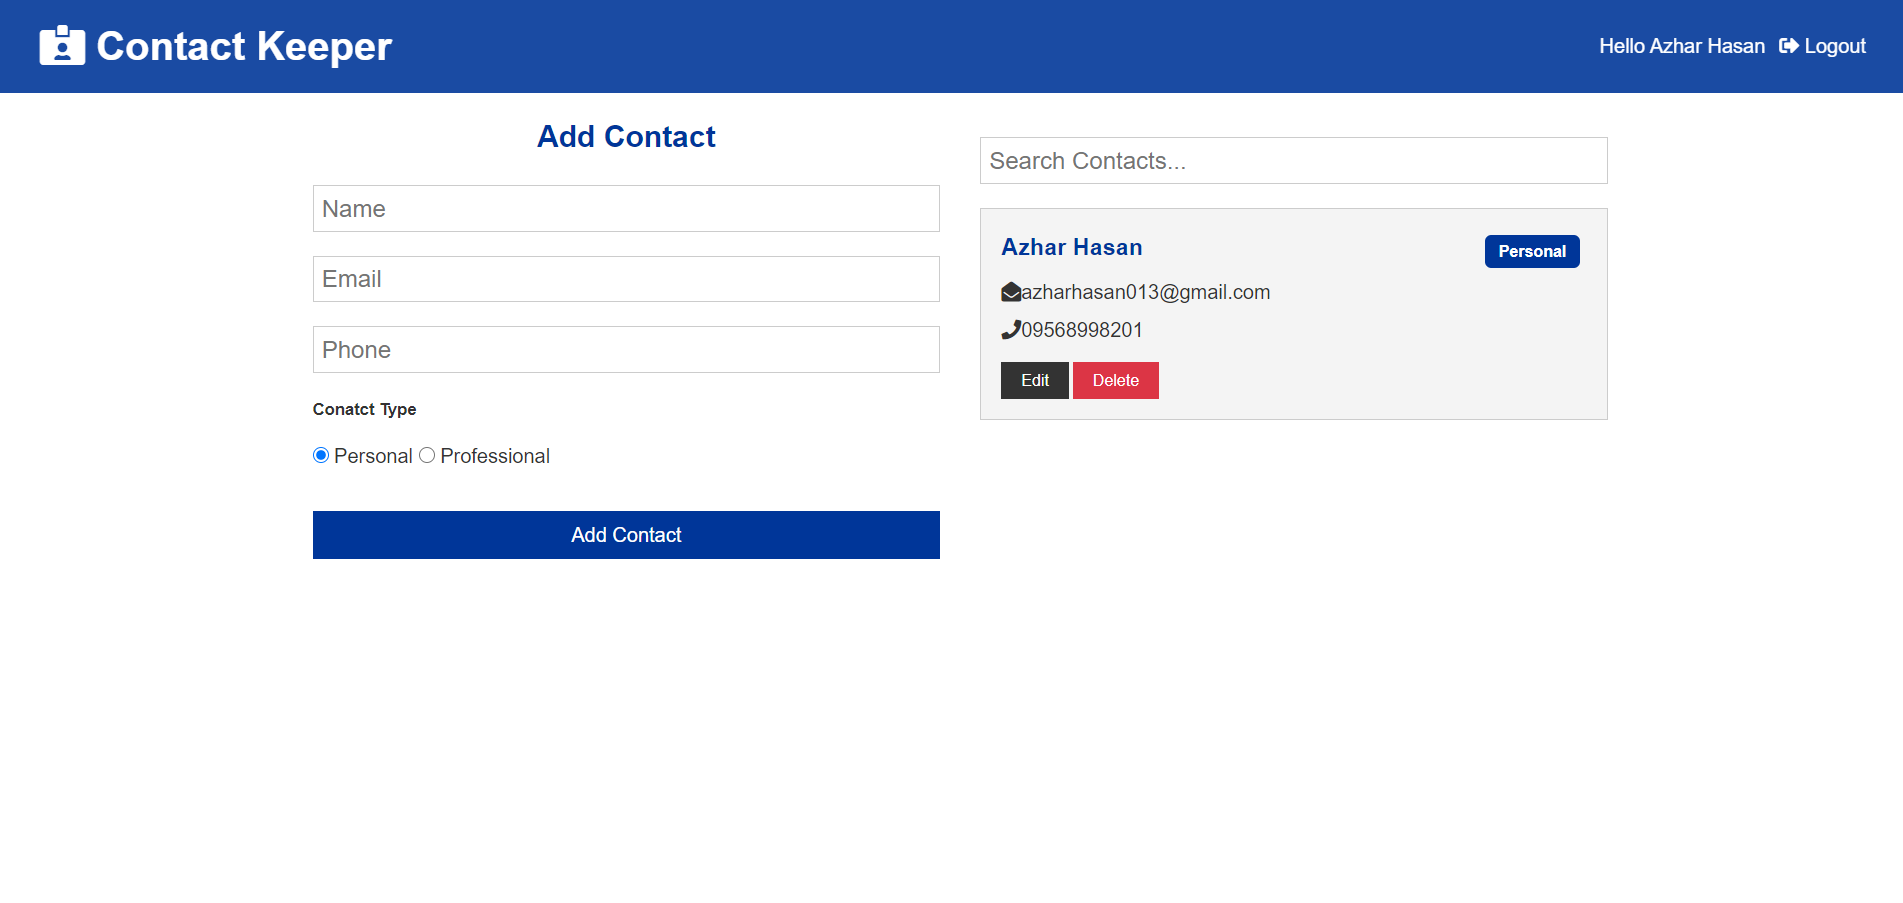 Contact Keeper
Hello Azhar Hasan Logout
Add Contact
Name
Email
Phone
Conatct Type
Personal Professional
Add Contact
Search Contacts...
Azhar Hasan
Personal
azharhasan013@gmail.com
09568998201
Edit Delete